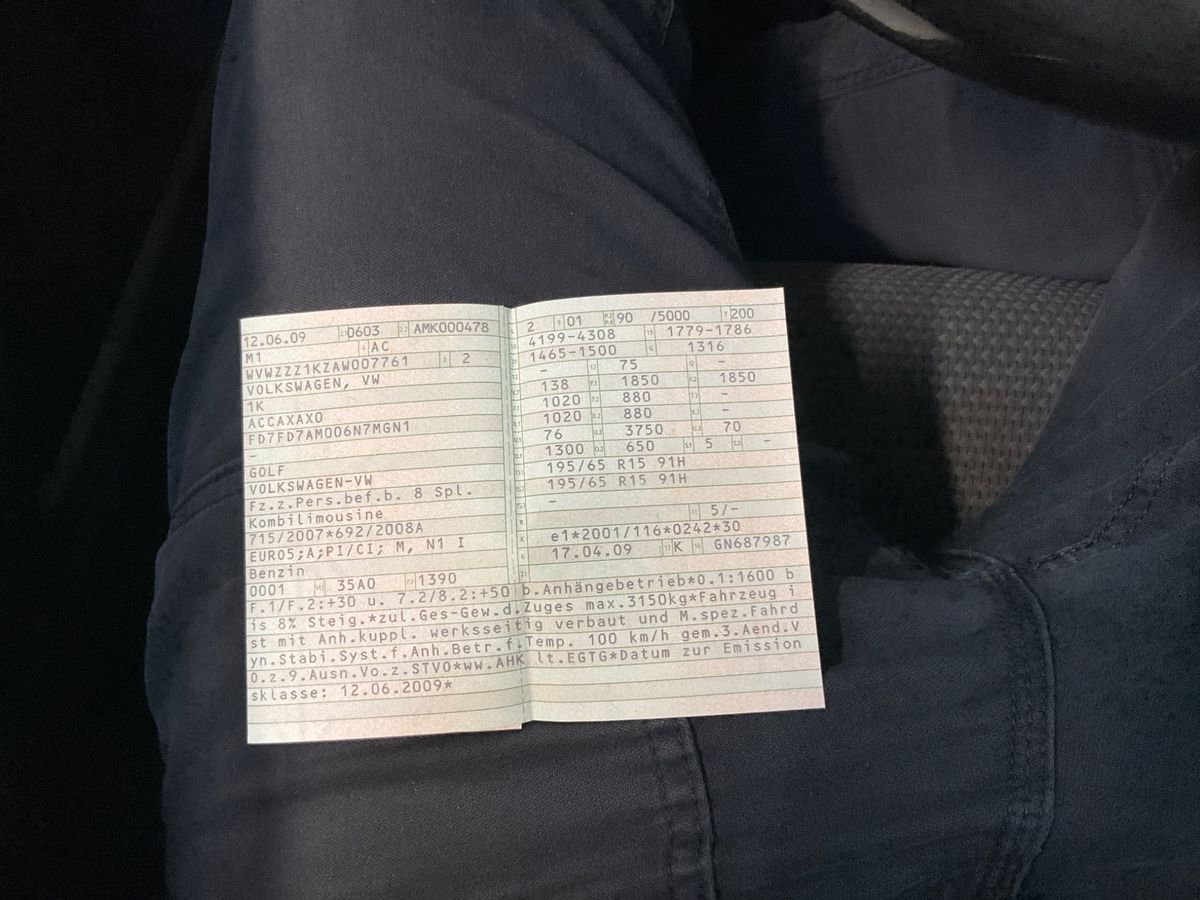 12.06.09 0603 AMK000478
M1 AC
WVWZZZ1KZAW007761 2
VOLKSWAGEN, VW
1K
ACCAXAX0
FD7FD7AM006N7MGN1
-
GOLF
VOLKSWAGEN-VW
Fz.z.Pers.bef.b. 8 Spl.
Kombilimousine
715/2007*692/2008A
EURO5;A;PI/CI; M, N1 I
Benzin
0001 35A0 1390
2 01 90 /5000 200
4199-4308 1779-1786
1465-1500 1316
- 75 -
138 1850 1850
1020 880 -
1020 880 -
76 3750 70
1300 650 5 -
195/65 R15 91H
195/65 R15 91H
-
5/-
e1*2001/116*0242*30
17.04.09 K GN687987
F.1/F.2:+30 u. 7.2/8.2:+50 b.Anhängebetrieb*0.1:1600 b
is 8% Steig.*zul.Ges-Gew.d.Zuges max.3150kg*Fahrzeug i
st mit Anh.kuppl. werksseitig verbaut und M.spez.Fahrd
yn.Stabi.Syst.f.Anh.Betr.f.Temp. 100 km/h gem.3.Aend.V
O.z.9.Ausn.Vo.z.STVO*ww.AHK lt.EGTG*Datum zur Emission
sklasse: 12.06.2009*